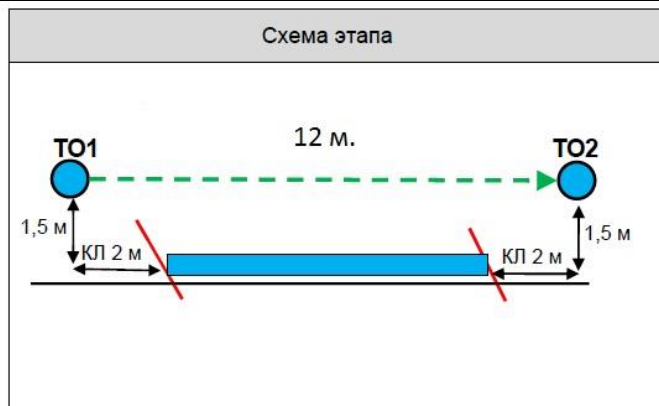 Схема этапа
12 м.
ТО1
ТО2
1,5 м
1,5 м
КЛ 2 м
КЛ 2 м